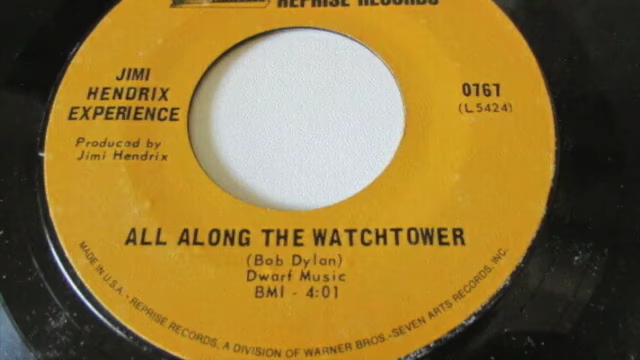 REPRISE RECORDS
JIMI
HENDRIX
EXPERIENCE
0767
(L5424)
Produced by
Jimi Hendrix
ALL ALONG THE WATCHTOWER
(Bob Dylan)
Dwarf Music
BMI - 4:01
MADE IN U.S.A. • REPRISE RECORDS, A DIVISION OF WARNER BROS.-SEVEN ARTS RECORDS, INC.